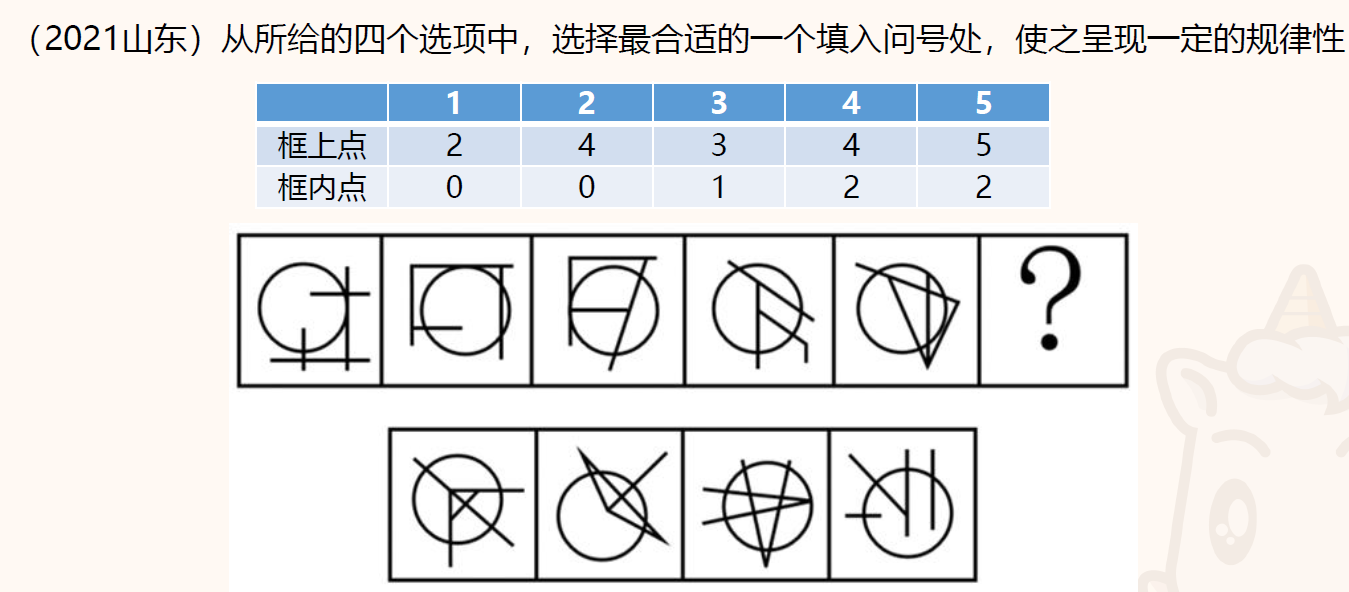 （2021山东）从所给的四个选项中，选择最合适的一个填入问号处，使之呈现一定的规律性
1 2 3 4 5
框上点 2 4 3 4 5
框内点 0 0 1 2 2
?